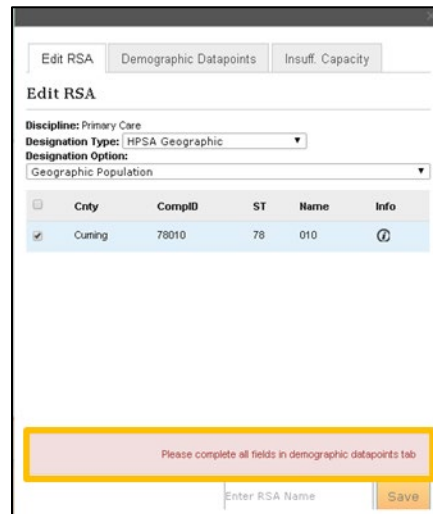 Edit RSA Demographic Datapoints Insuff. Capacity
Edit RSA
Discipline: Primary Care
Designation Type: HPSA Geographic
Designation Option:
Geographic Population
Cnty CompID ST Name Info
Cuming 78010 78 010
Please complete all fields in demographic datapoints tab
Enter RSA Name Save